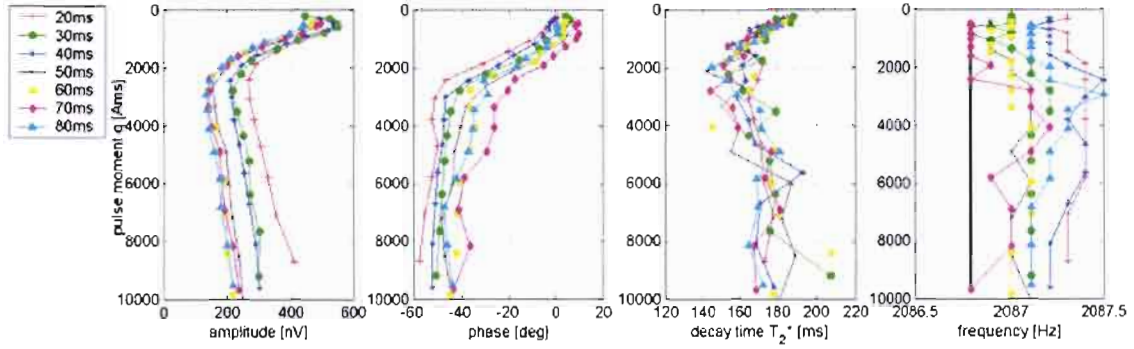 20ms
30ms
40ms
50ms
60ms
70ms
80ms
pulse moment q [Ams]
0
2000
4000
6000
8000
10000
0 200 400 600
amplitude [nV]
0
2000
4000
6000
8000
10000
-60 -40 -20 0 20
phase [deg]
0
2000
4000
6000
8000
10000
120 140 160 180 200 220
decay time T2* [ms]
0
2000
4000
6000
8000
10000
2086.5 2087 2087.5
frequency [Hz]